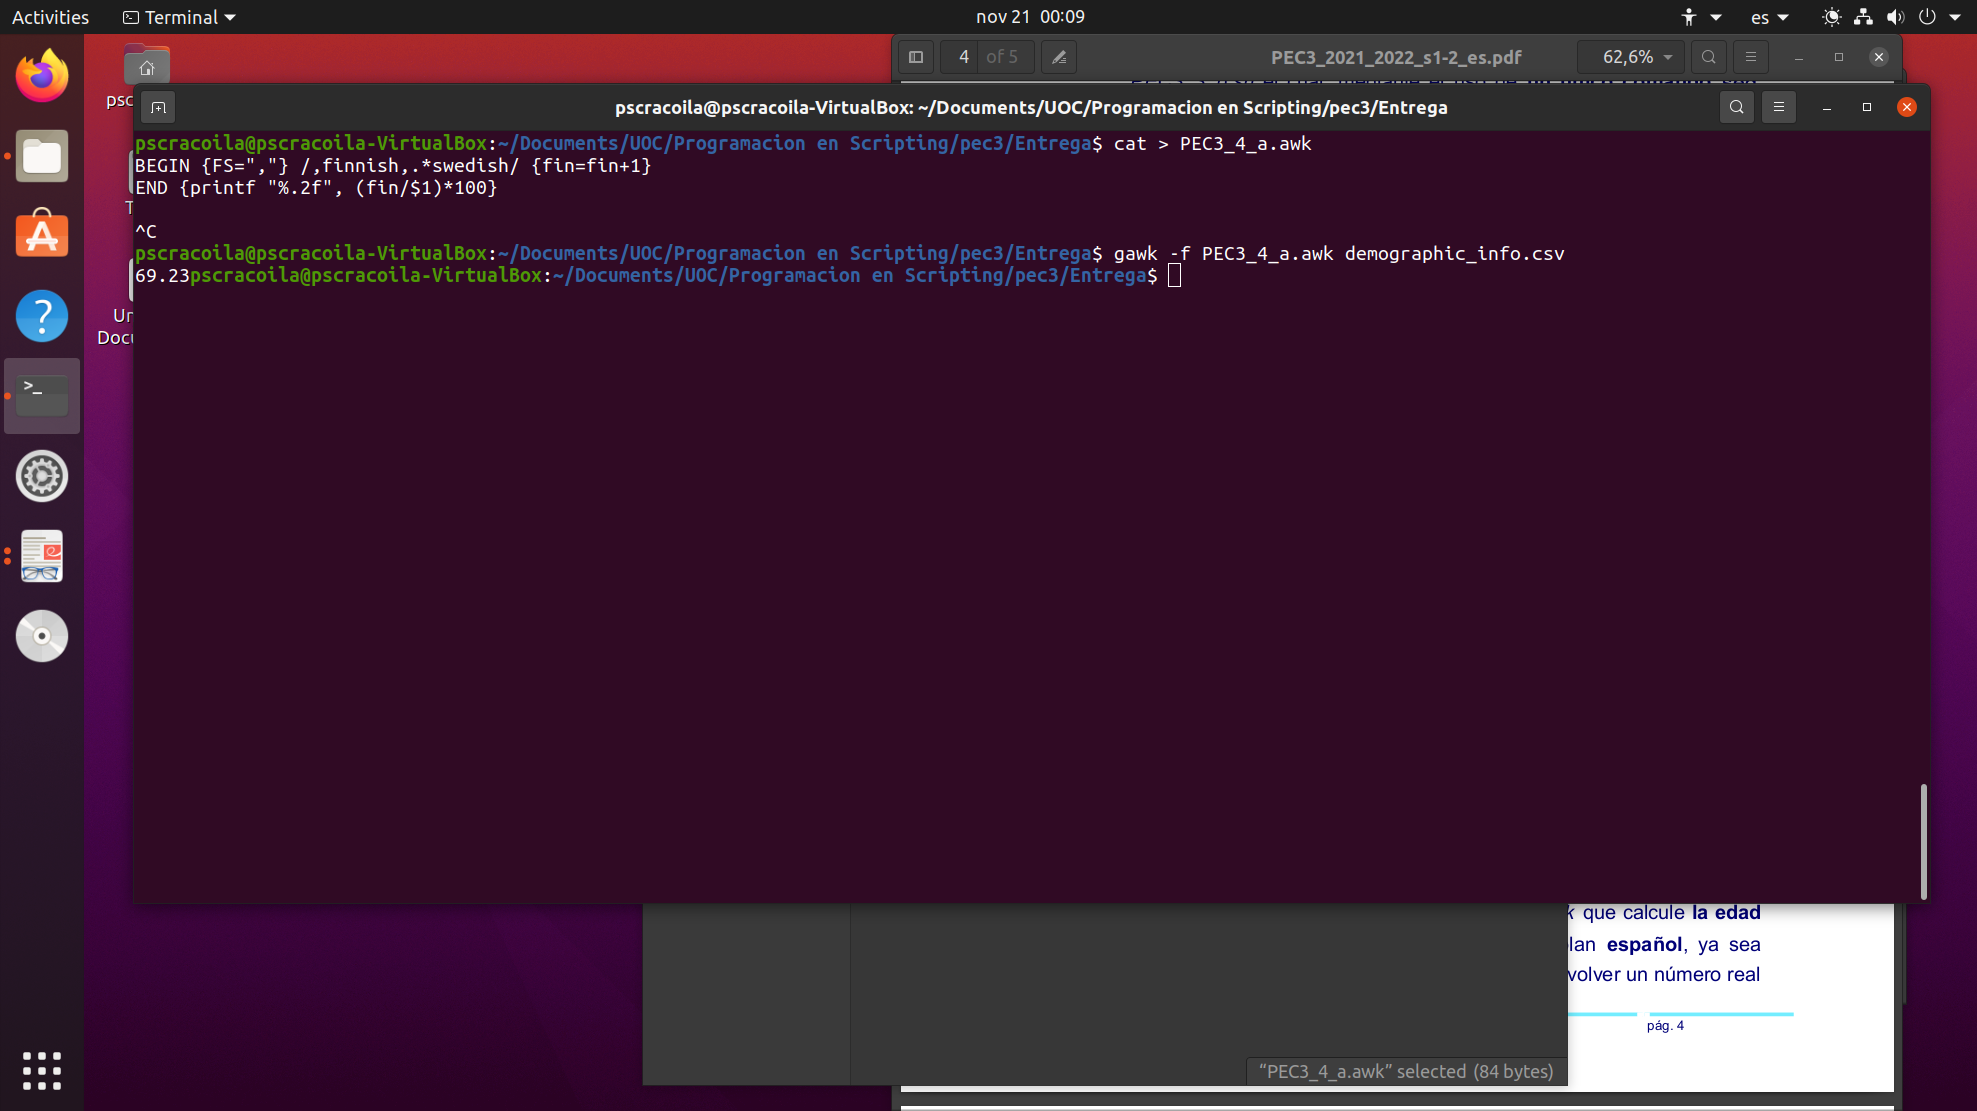 Activities
Terminal
nov 21 00:09
es
4 of 5
PEC3_2021_2022_s1-2_es.pdf
62,6%
psc
pscracoila@pscracoila-VirtualBox: ~/Documents/UOC/Programacion en Scripting/pec3/Entrega
pscracoila@pscracoila-VirtualBox:~/Documents/UOC/Programacion en Scripting/pec3/Entrega$ cat > PEC3_4_a.awk
BEGIN {FS=","} /,finnish,.*swedish/ {fin=fin+1}
END {printf "%.2f", (fin/$1)*100}
^C
pscracoila@pscracoila-VirtualBox:~/Documents/UOC/Programacion en Scripting/pec3/Entrega$ gawk -f PEC3_4_a.awk demographic_info.csv
69.23pscracoila@pscracoila-VirtualBox:~/Documents/UOC/Programacion en Scripting/pec3/Entrega$
T
Un
Docu
k que calcule la edad
lan español, ya sea
volver un número real
pág. 4
"PEC3_4_a.awk" selected (84 bytes)